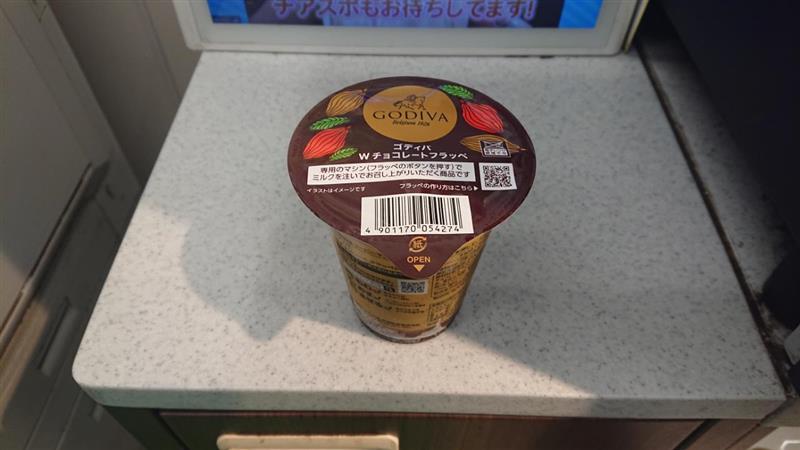 チアスポもお待ちしてます!
GODIVA
Belgium 1926
ゴディバ
W チョコレートフラッペ
専用のマシン(フラッペのボタンを押す)で
ミルクを注いでお召し上がりいただく商品です
イラストはイメージです
フラッペの作り方はこちら▶
4 901170 054274
紙
OPEN